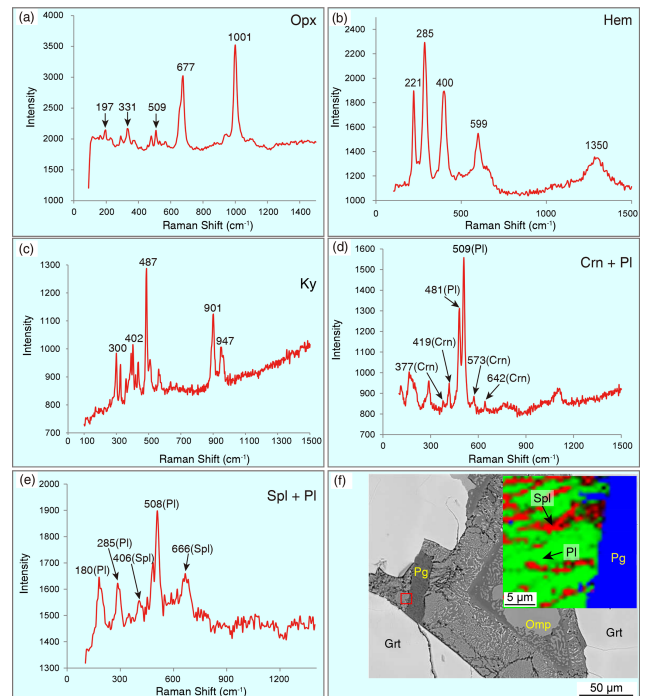 (a)
Opx
4000
3500
3000
2500
2000
1500
1000
Intensity
197
331
509
677
1001
0 200 400 600 800 1000 1200 1400
Raman Shift (cm⁻¹)
(b)
Hem
2600
2400
2200
2000
1800
1600
1400
1200
1000
Intensity
221
285
400
599
1350
0 500 1000 1500
Raman Shift (cm⁻¹)
(c)
Ky
1300
1200
1100
1000
900
800
700
Intensity
300
402
487
901
947
0 300 500 700 900 1100 1300 1500
Raman Shift (cm⁻¹)
(d)
Crn + Pl
1600
1500
1400
1300
1200
1100
1000
900
800
700
Intensity
509(Pl)
481(Pl)
419(Crn)
377(Crn)
573(Crn)
642(Crn)
0 300 600 900 1200 1500
Raman Shift (cm⁻¹)
(e)
Spl + Pl
2000
1900
1800
1700
1600
1500
1400
1300
Intensity
508(Pl)
285(Pl)
406(Spl)
666(Spl)
180(Pl)
0 300 600 900 1200
Raman Shift (cm⁻¹)
(f)
Spl
Pl
Pg
5 µm
Pg
Omp
Grt
Grt
50 µm